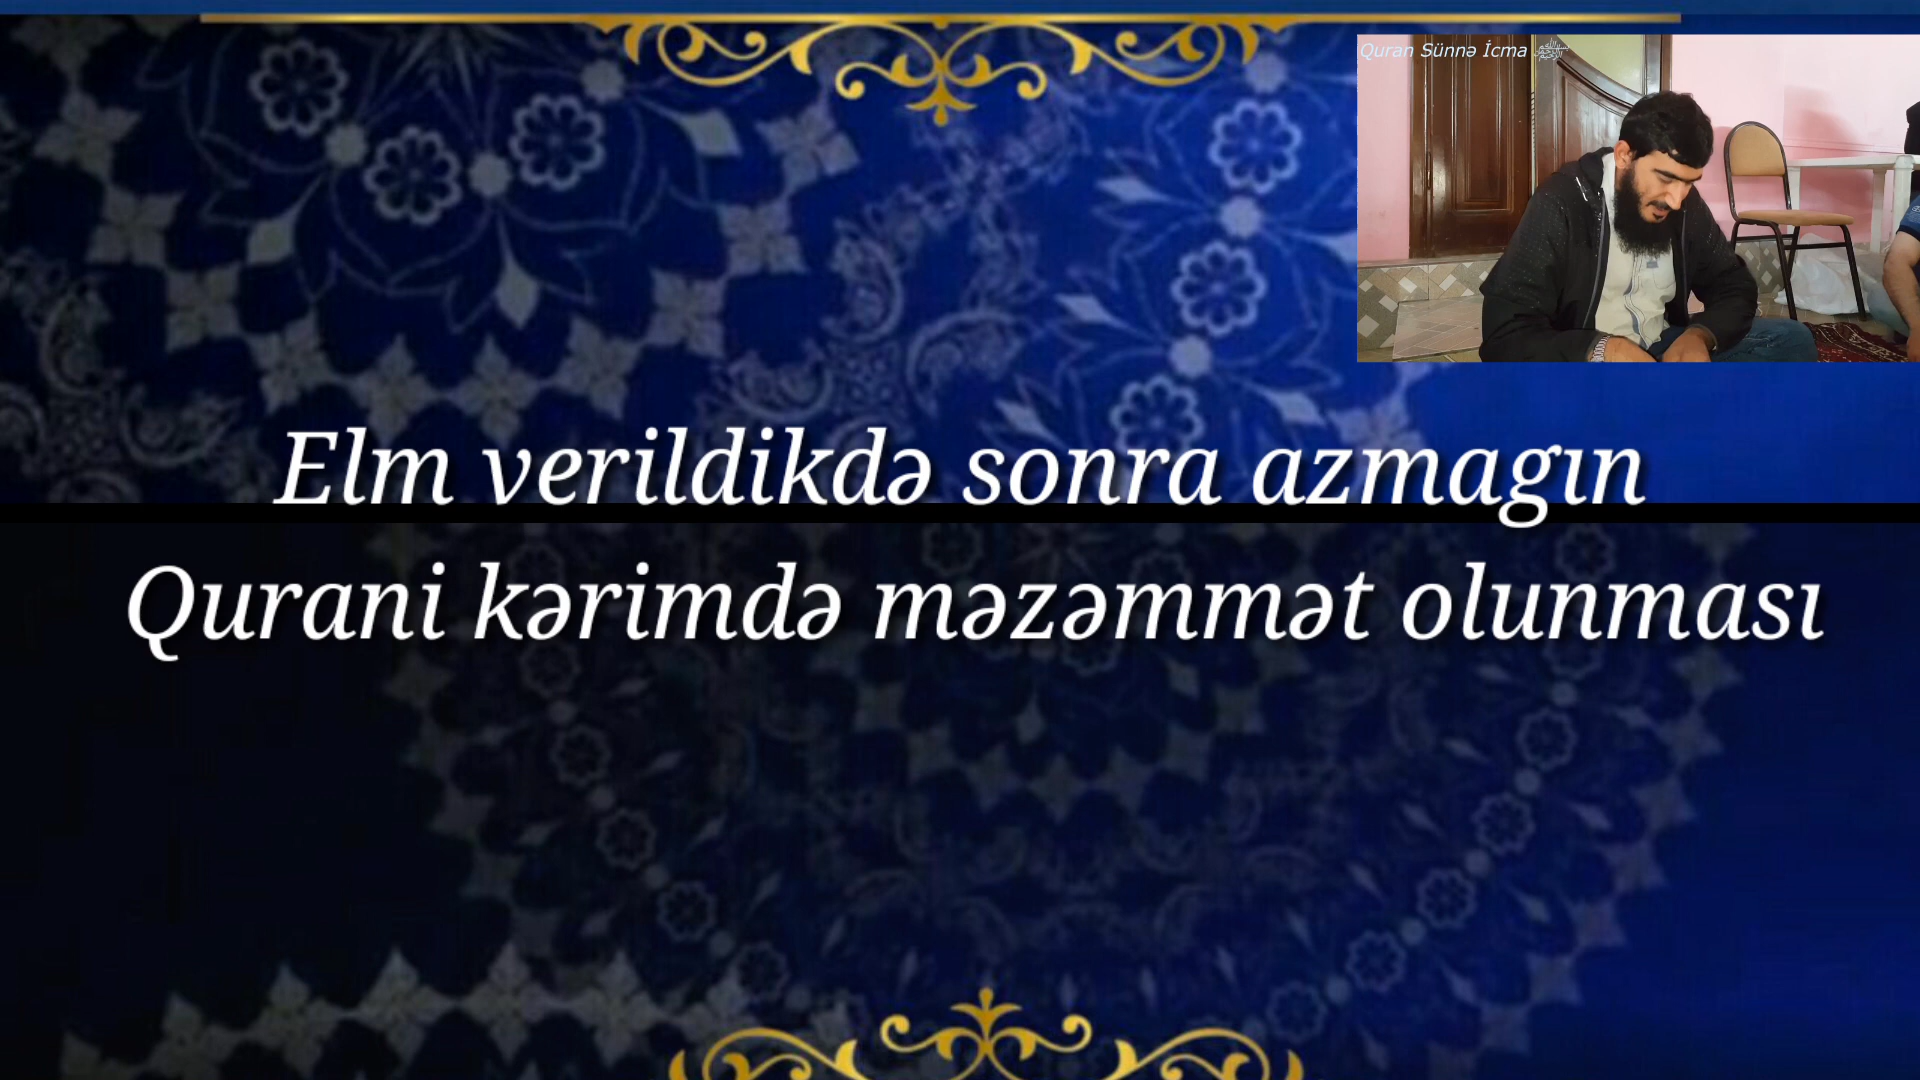 Quran Sünnə İcma ﷽
Elm verildikdə sonra azmagın
Qurani kərimdə məzəmmət olunması